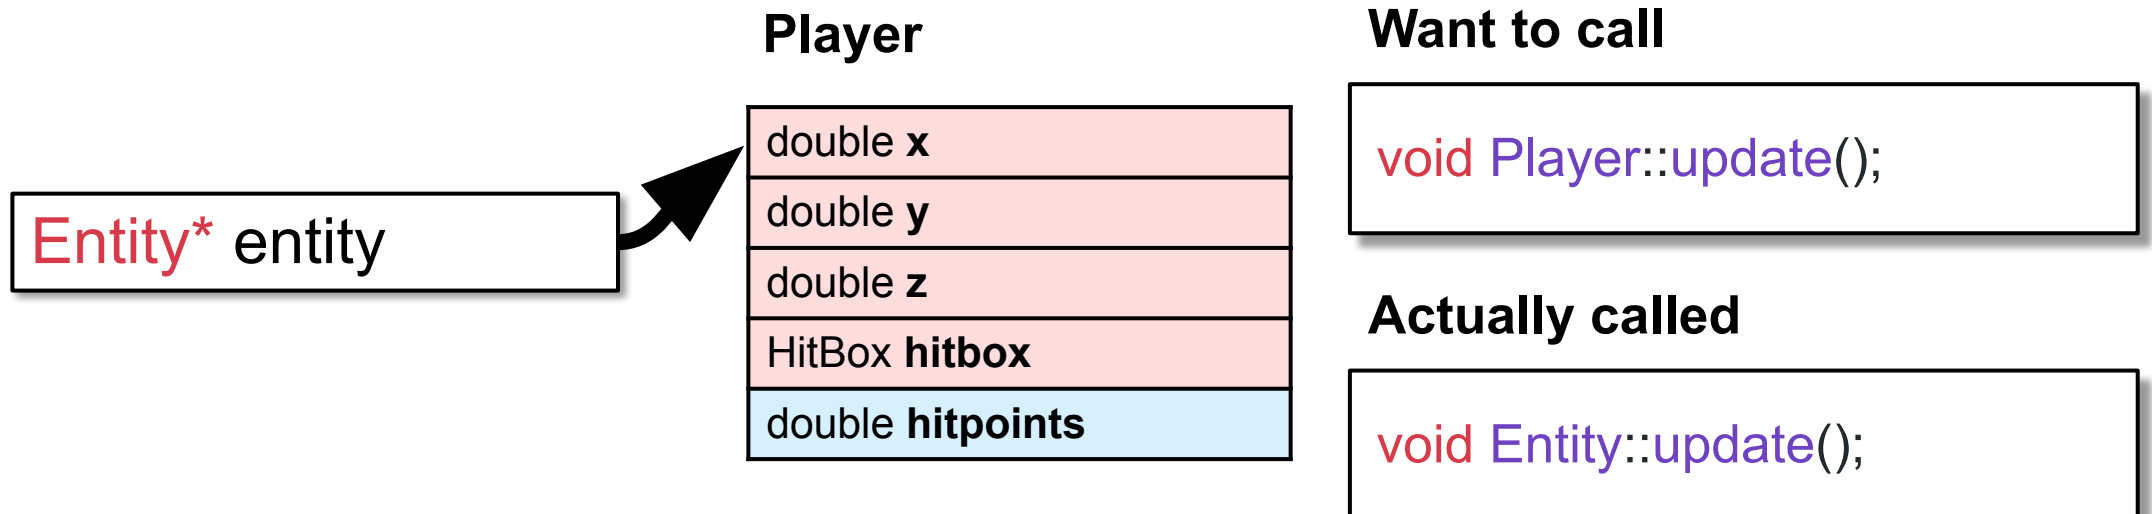 Entity* entity
Player
double x
double y
double z
HitBox hitbox
double hitpoints
Want to call
void Player::update();
Actually called
void Entity::update();